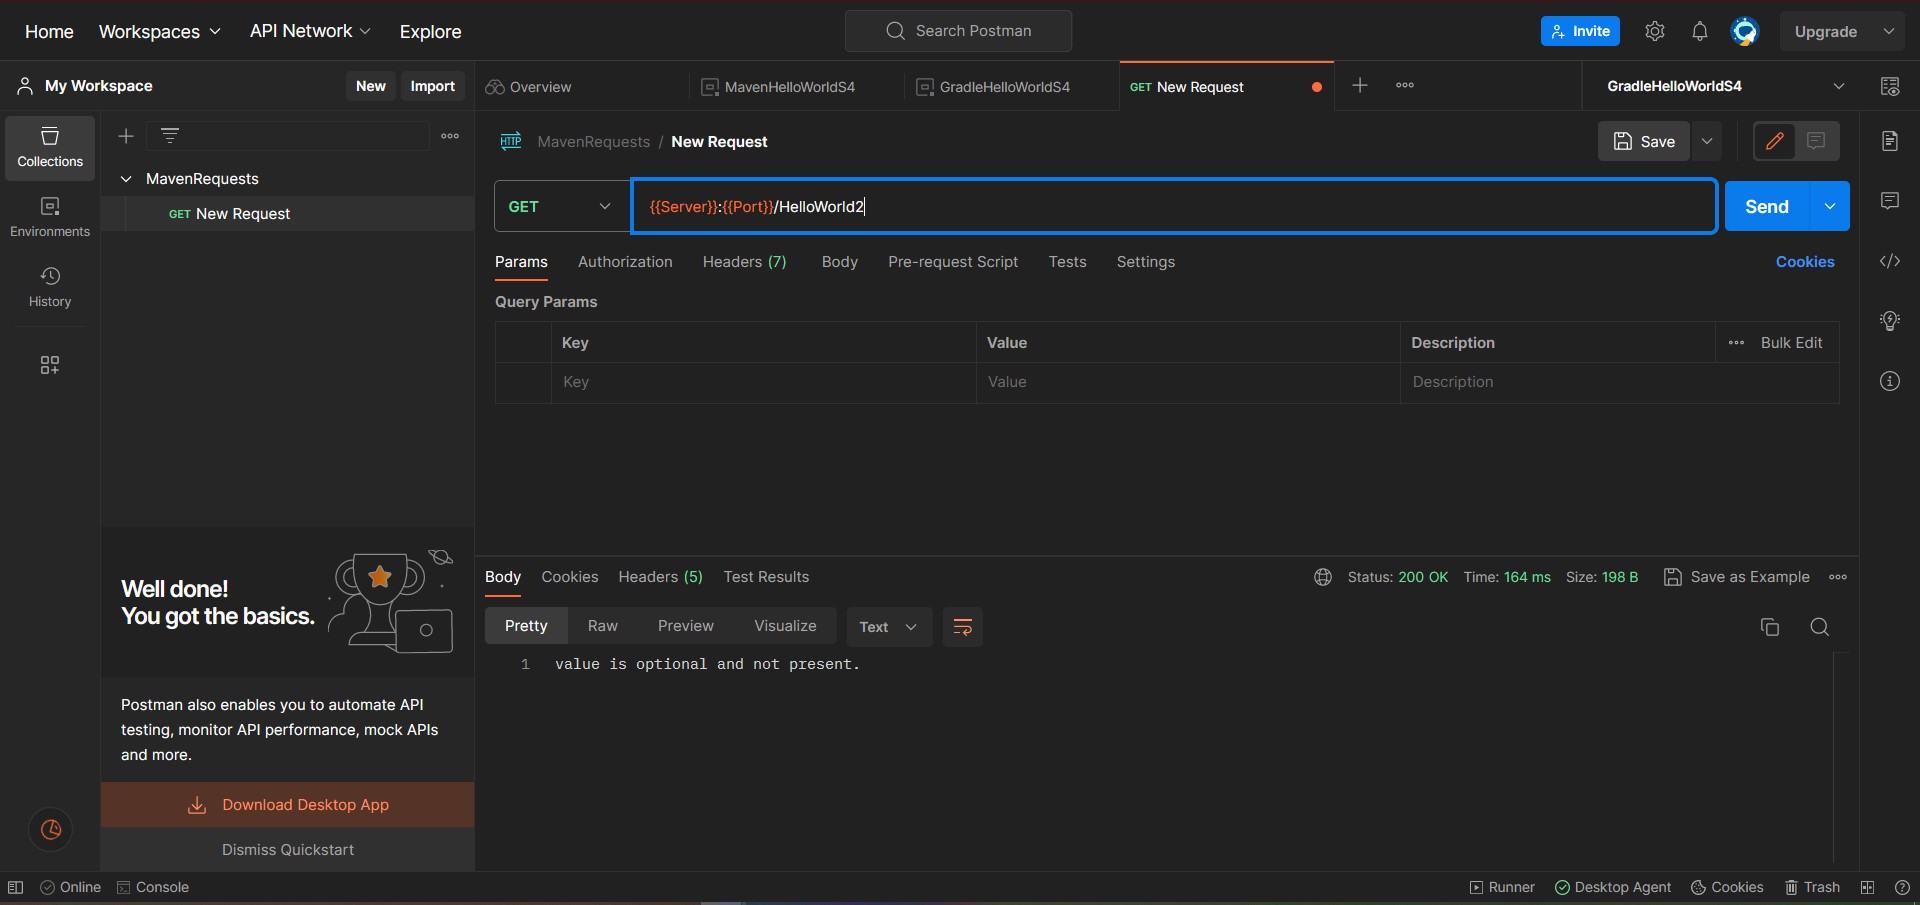 Home Workspaces API Network Explore Search Postman Invite Upgrade
My Workspace New Import Overview MavenHelloWorldS4 GradleHelloWorldS4 GET New Request GradleHelloWorldS4
Collections
Environments
History
MavenRequests
GET New Request
HTTP MavenRequests / New Request Save
GET {{Server}}:{{Port}}/HelloWorld2 Send
Params Authorization Headers (7) Body Pre-request Script Tests Settings Cookies
Query Params
Key Value Description Bulk Edit
Key Value Description
Well done!
You got the basics.
Postman also enables you to automate API
testing, monitor API performance, mock APIs
and more.
Download Desktop App
Dismiss Quickstart
Body Cookies Headers (5) Test Results Status: 200 OK Time: 164 ms Size: 198 B Save as Example
Pretty Raw Preview Visualize Text
1 value is optional and not present.
Online Console Runner Desktop Agent Cookies Trash